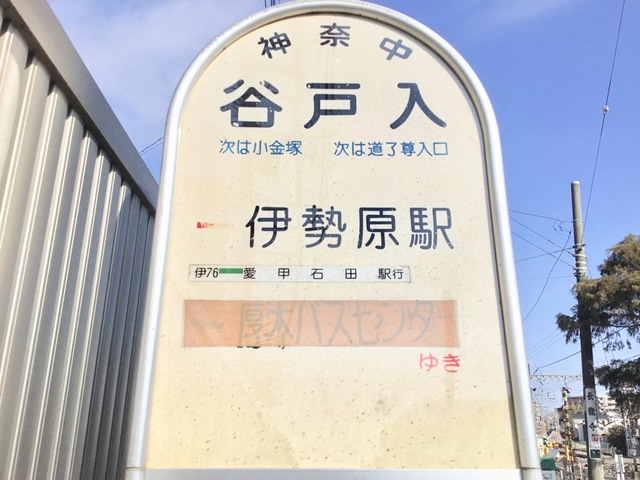 神奈中
谷戸入
次は小金塚 次は道了尊入口
伊勢原駅
伊76 愛甲石田駅行
厚木バスセンター
ゆき